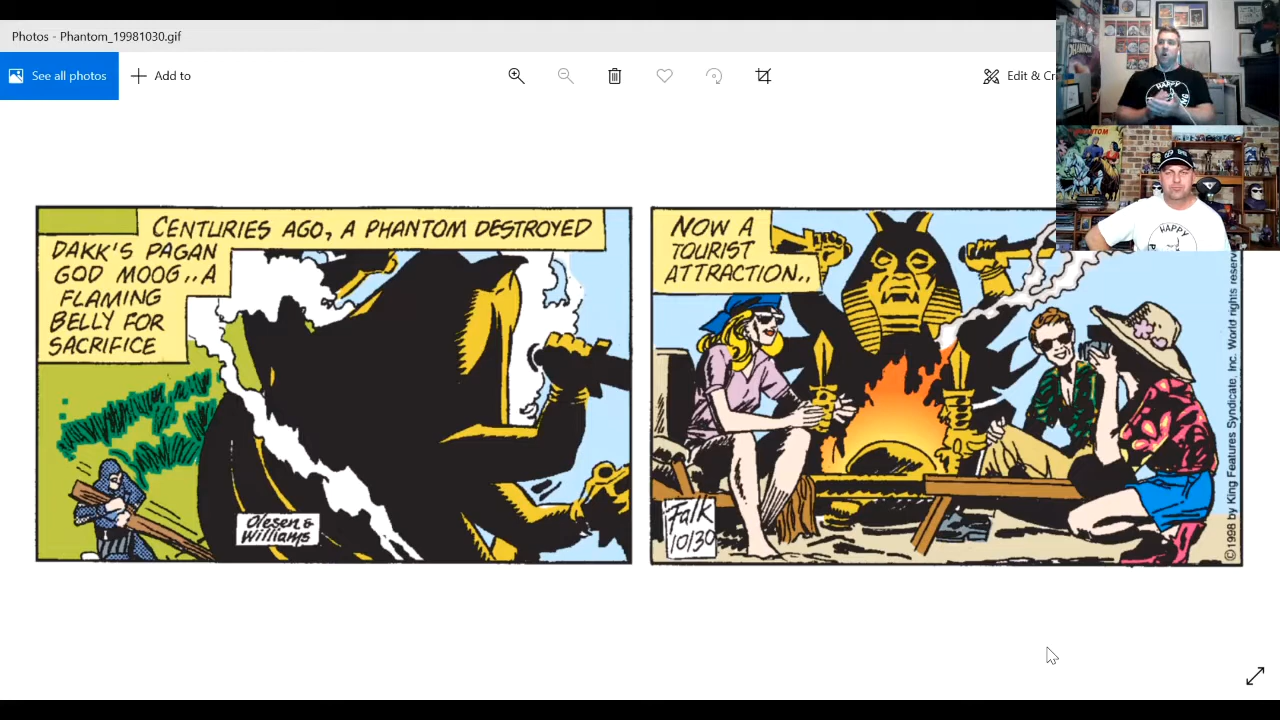 Photos - Phantom_19981030.gif
See all photos
Add to
Edit & Cr
CENTURIES AGO, A PHANTOM DESTROYED
DAKK'S PAGAN
GOD MOOG..A
FLAMING
BELLY FOR
SACRIFICE
Olesen &
Williams
NOW A
TOURIST
ATTRACTION..
Falk
10/30
©1998 by King Features Syndicate, Inc. World rights
HAPPY
PHANTOM
HAPPY